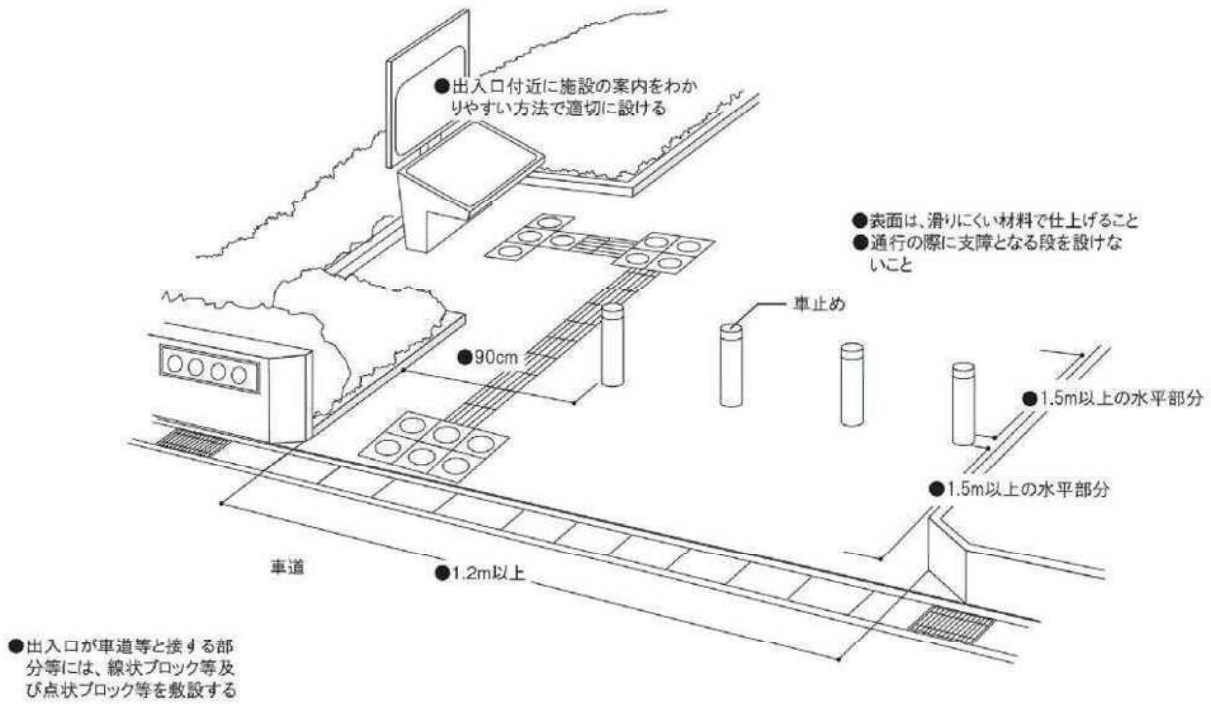 ●出入口付近に施設の案内をわか
りやすい方法で適切に設ける
●表面は、滑りにくい材料で仕上げること
●通行の際に支障となる段を設けな
いこと
車止め
●90cm
●1.5m以上の水平部分
●1.5m以上の水平部分
車道
●1.2m以上
●出入口が車道等と接する部
分等には、線状ブロック等及
び点状ブロック等を敷設する